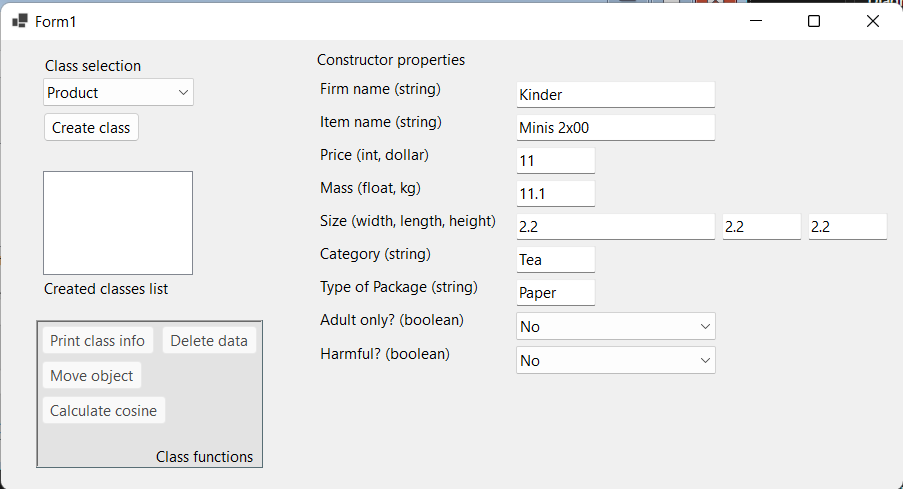 Form1
Class selection
Product
Create class
Created classes list
Print class info
Delete data
Move object
Calculate cosine
Class functions
Constructor properties
Firm name (string)
Kinder
Item name (string)
Minis 2x00
Price (int, dollar)
11
Mass (float, kg)
11.1
Size (width, length, height)
2.2
2.2
2.2
Category (string)
Tea
Type of Package (string)
Paper
Adult only? (boolean)
No
Harmful? (boolean)
No